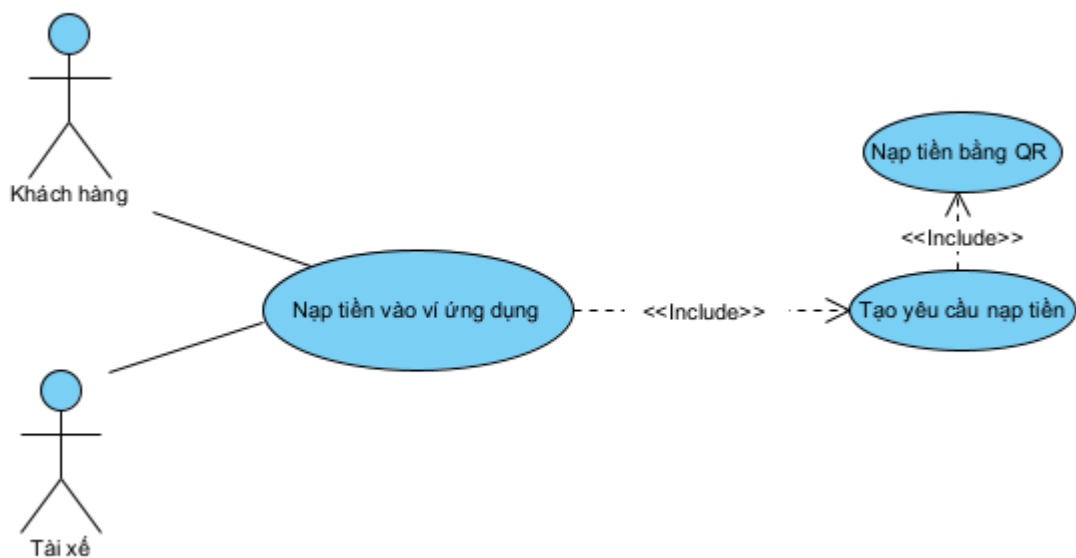 Khách hàng
Nạp tiền bằng QR
<<Include>>
Nạp tiền vào ví ứng dụng
<<Include>>
Tạo yêu cầu nạp tiền
Tài xế